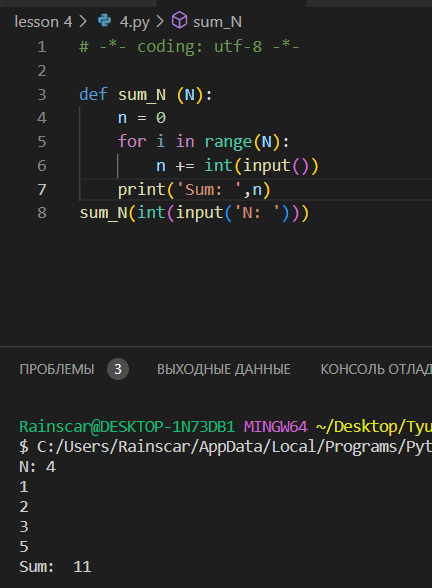 lesson 4 > 4.py > sum_N
1 # -*- coding: utf-8 -*-
2
3 def sum_N (N):
4     n = 0
5     for i in range(N):
6         n += int(input())
7     print('Sum: ',n)
8 sum_N(int(input('N: ')))
ПРОБЛЕМЫ 3 ВЫХОДНЫЕ ДАННЫЕ КОНСОЛЬ ОТЛАД
Rainscar@DESKTOP-1N73DB1 MINGW64 ~/Desktop/Tyu
$ C:/Users/Rainscar/AppData/Local/Programs/Pyt
N: 4
1
2
3
5
Sum:  11